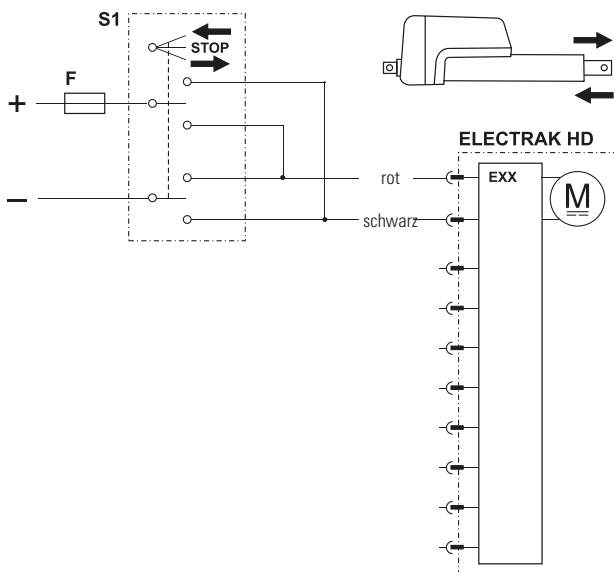 S1
STOP
F
+
−
ELECTRAK HD
rot
EXX
M
schwarz